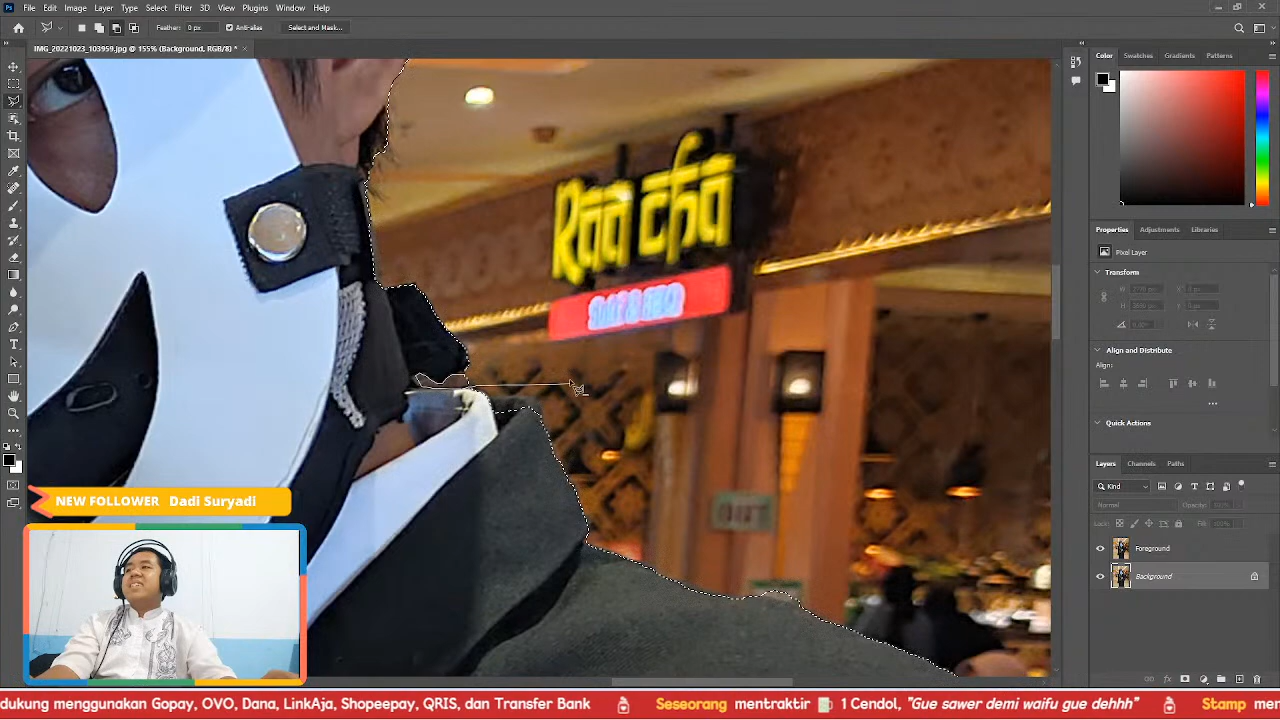 File Edit Image Layer Type Select Filter 3D View Plugins Window Help
Feather: 0 px Anti-alias Select and Mask...
IMG_20221023_103959.jpg @ 155% (Background, RGB/8) *
Color Swatches Gradients Patterns
Raa cha
Properties Adjustments Libraries
Pixel Layer
Transform
Align and Distribute
Quick Actions
Layers Channels Paths
Kind
Normal Opacity:
Lock: Fill:
Foreground
Background
NEW FOLLOWER Dadi Suryadi
dukung menggunakan Gopay, OVO, Dana, LinkAja, Shopeepay, QRIS, dan Transfer Bank Seseorang mentraktir 1 Cendol, "Gue sawer demi waifu gue dehhh" Stamp men